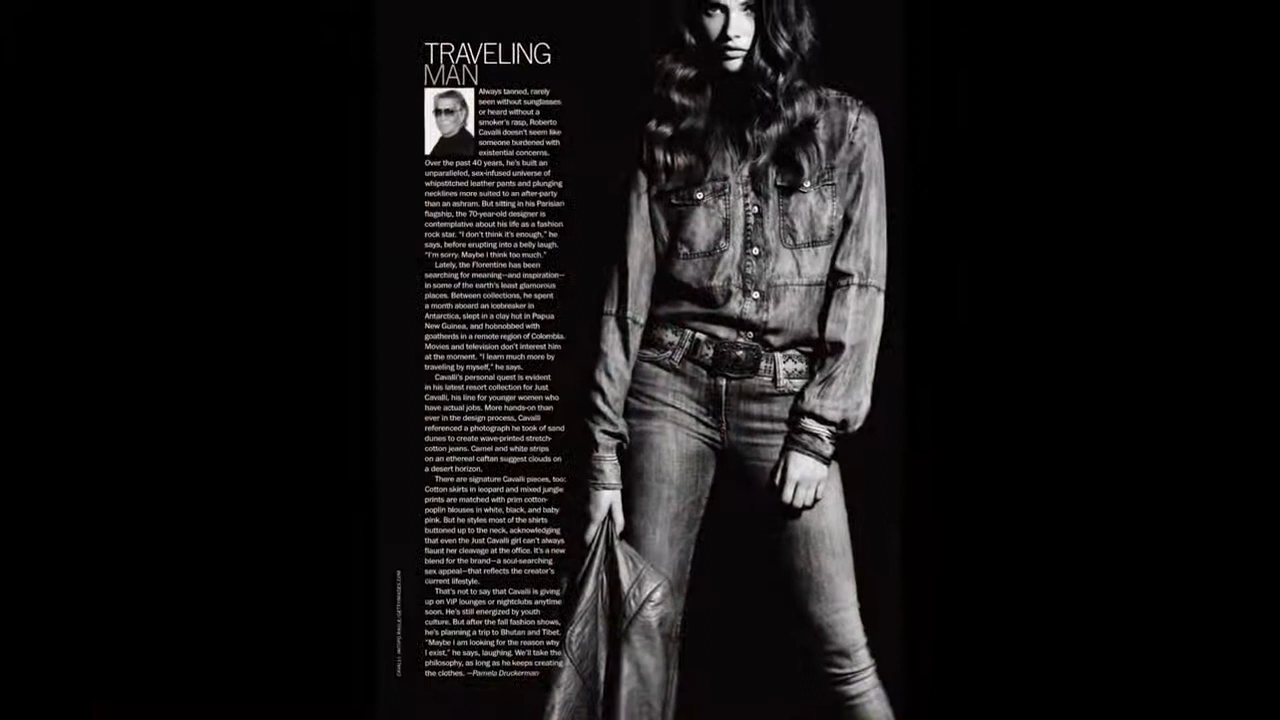 TRAVELING
MAN
Always tanned, rarely
seen without sunglasses
or heard without a
smoker's rasp, Roberto
Cavalli doesn't seem like
someone burdened with
existential concerns.
Over the past 40 years, he's built an
unparalleled, sex-infused universe of
whipstitched leather pants and plunging
necklines more suited to an after-party
than an ashram. But sitting in his Parisian
flagship, the 70-year-old designer is
contemplative about his life as a fashion
rock star. "I don't think it's enough," he
says, before erupting into a belly laugh.
"I'm sorry. Maybe I think too much."
Lately, the Florentine has been
searching for meaning—and inspiration—
in some of the earth's least glamorous
places. Between collections, he spent
a month aboard an icebreaker in
Antarctica, slept in a clay hut in Papua
New Guinea, and hobnobbed with
goatherds in a remote region of Colombia.
Movies and television don't interest him
at the moment. "I learn much more by
traveling by myself," he says.
Cavalli's personal quest is evident
in his latest resort collection for Just
Cavalli, his line for younger women who
have actual jobs. More hands-on than
ever in the design process, Cavalli
referenced a photograph he took of sand
dunes to create wave-printed stretch-
cotton jeans. Camel and white strips
on an ethereal caftan suggest clouds on
a desert horizon.
There are signature Cavalli pieces, too:
Cotton skirts in leopard and mixed jungle
prints are matched with prim cotton-
poplin blouses in white, black, and baby
pink. But he styles most of the shirts
buttoned up to the neck, acknowledging
that even the Just Cavalli girl can't always
flaunt her cleavage at the office. It's a new
blend for the brand—a soul-searching
sex appeal—that reflects the creator's
current lifestyle.
That's not to say that Cavalli is giving
up on VIP lounges or nightclubs anytime
soon. He's still energized by youth
culture. But after the fall fashion shows,
he's planning a trip to Bhutan and Tibet.
"Maybe I am looking for the reason why
I exist," he says, laughing. We'll take the
philosophy, as long as he keeps creating
the clothes. —Pamela Druckerman